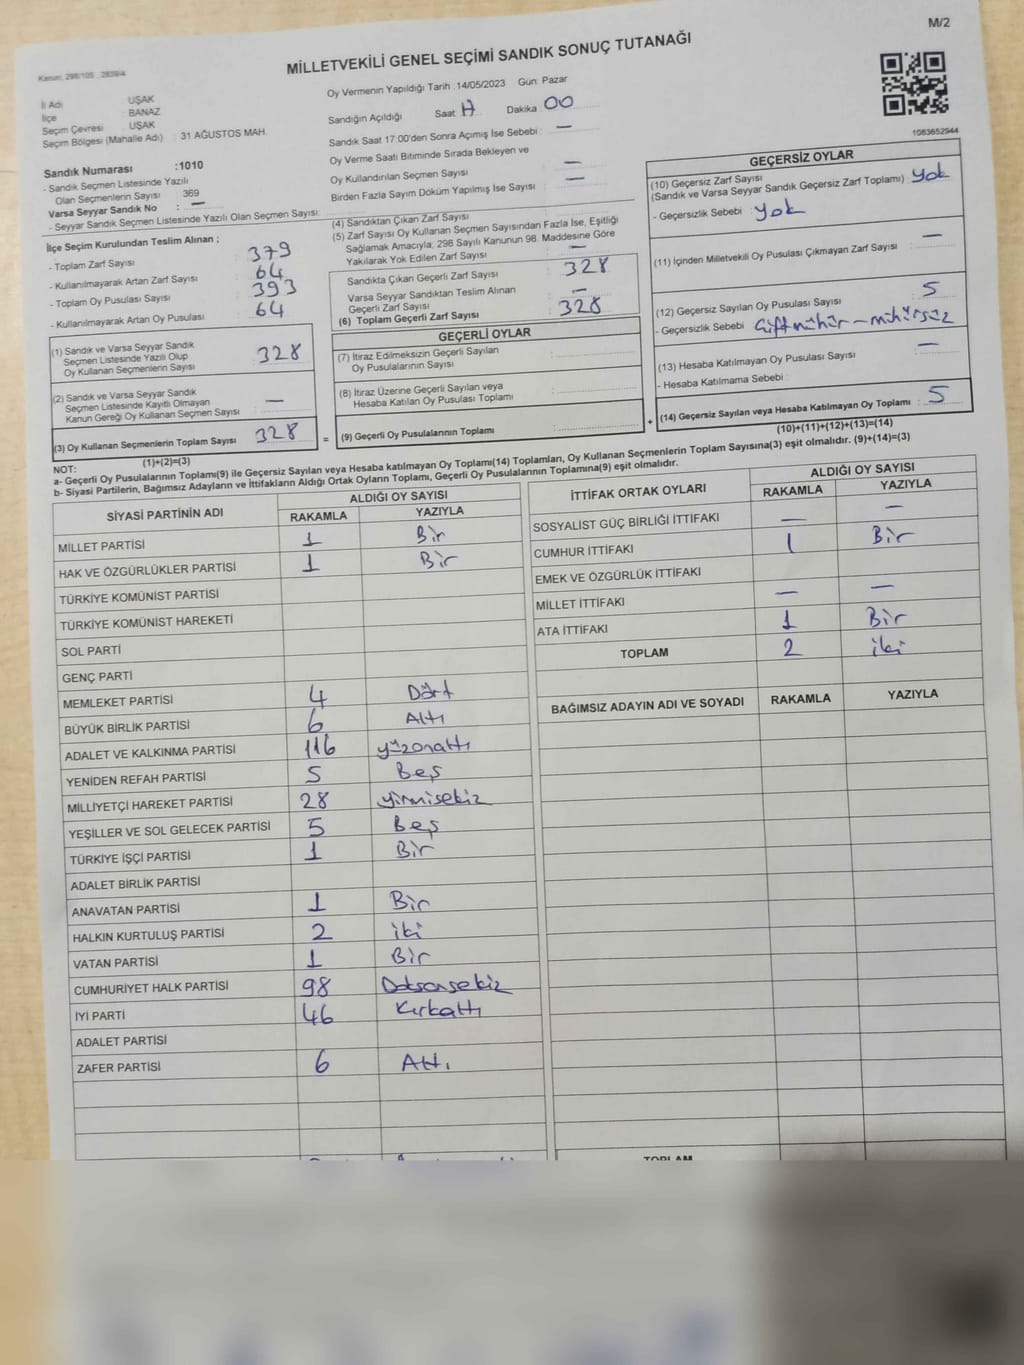 M/2
MİLLETVEKİLİ GENEL SEÇİMİ SANDIK SONUÇ TUTANAĞI
Kanun: 298/105 , 2839/4
İl Adı : UŞAK
İlçe : BANAZ
Seçim Çevresi : UŞAK
Seçim Bölgesi (Mahalle Adı) : 31 AĞUSTOS MAH.
Sandık Numarası :1010
- Sandık Seçmen Listesinde Yazılı
Olan Seçmenlerin Sayısı : 369
Varsa Seyyar Sandık No : —
- Seyyar Sandık Seçmen Listesinde Yazılı Olan Seçmen Sayısı:
Oy Vermenin Yapıldığı Tarih :14/05/2023 Gün: Pazar
Sandığın Açıldığı Saat: Dakika: 00
Sandık Saat 17:00'den Sonra Açımış İse Sebebi : —
Oy Verme Saati Bitiminde Sırada Bekleyen ve
Oy Kullandırılan Seçmen Sayısı : —
Birden Fazla Sayım Döküm Yapılmış İse Sayısı : —
1083652944
İlçe Seçim Kurulundan Teslim Alınan ;
- Toplam Zarf Sayısı : 379
- Kullanılmayarak Artan Zarf Sayısı : 64
- Toplam Oy Pusulası Sayısı : 393
- Kullanılmayarak Artan Oy Pusulası : 64
(1) Sandık ve Varsa Seyyar Sandık
Seçmen Listesinde Yazılı Olup
Oy Kullanan Seçmenlerin Sayısı : 328
(2) Sandık ve Varsa Seyyar Sandık
Seçmen Listesinde Kayıtlı Olmayan
Kanun Gereği Oy Kullanan Seçmen Sayısı : —
(3) Oy Kullanan Seçmenlerin Toplam Sayısı : 328
(1)+(2)=(3)
(4) Sandıktan Çıkan Zarf Sayısı
(5) Zarf Sayısı Oy Kullanan Seçmen Sayısından Fazla İse, Eşitliği
Sağlamak Amacıyla; 298 Sayılı Kanunun 98. Maddesine Göre
Yakılarak Yok Edilen Zarf Sayısı : —
Sandıkta Çıkan Geçerli Zarf Sayısı : 328
Varsa Seyyar Sandıktan Teslim Alınan
Geçerli Zarf Sayısı : —
(6) Toplam Geçerli Zarf Sayısı : 328
GEÇERLİ OYLAR
(7) İtiraz Edilmeksizin Geçerli Sayılan
Oy Pusulalarının Sayısı :
(8) İtiraz Üzerine Geçerli Sayılan veya
Hesaba Katılan Oy Pusulası Toplamı :
= (9) Geçerli Oy Pusulalarının Toplamı : +
GEÇERSİZ OYLAR
(10) Geçersiz Zarf Sayısı
(Sandık ve Varsa Seyyar Sandık Geçersiz Zarf Toplamı) : yok
- Geçersizlik Sebebi : yok
(11) İçinden Milletvekili Oy Pusulası Çıkmayan Zarf Sayısı : —
(12) Geçersiz Sayılan Oy Pusulası Sayısı : 5
- Geçersizlik Sebebi : Çift mühür – mühürsüz
(13) Hesaba Katılmayan Oy Pusulası Sayısı : —
- Hesaba Katılmama Sebebi :
(14) Geçersiz Sayılan veya Hesaba Katılmayan Oy Toplamı : 5
(10)+(11)+(12)+(13)=(14)
NOT:
a- Geçerli Oy Pusulalarının Toplamı(9) ile Geçersiz Sayılan veya Hesaba katılmayan Oy Toplamı(14) Toplamları, Oy Kullanan Seçmenlerin Toplam Sayısına(3) eşit olmalıdır. (9)+(14)=(3)
b- Siyasi Partilerin, Bağımsız Adayların ve İttifakların Aldığı Ortak Oyların Toplamı, Geçerli Oy Pusulalarının Toplamına(9) eşit olmalıdır.
SİYASİ PARTİNİN ADI ALDIĞI OY SAYISI
RAKAMLA YAZIYLA
MİLLET PARTİSİ 1 Bir
HAK VE ÖZGÜRLÜKLER PARTİSİ 1 Bir
TÜRKİYE KOMÜNİST PARTİSİ
TÜRKİYE KOMÜNİST HAREKETİ
SOL PARTİ
GENÇ PARTİ
MEMLEKET PARTİSİ 4 Dört
BÜYÜK BİRLİK PARTİSİ 6 Altı
ADALET VE KALKINMA PARTİSİ 116 yüzonaltı
YENİDEN REFAH PARTİSİ 5 Beş
MİLLİYETÇİ HAREKET PARTİSİ 28 yirmisekiz
YEŞİLLER VE SOL GELECEK PARTİSİ 5 Beş
TÜRKİYE İŞÇİ PARTİSİ 1 Bir
ADALET BİRLİK PARTİSİ
ANAVATAN PARTİSİ 1 Bir
HALKIN KURTULUŞ PARTİSİ 2 iki
VATAN PARTİSİ 1 Bir
CUMHURİYET HALK PARTİSİ 98 Doksansekiz
İYİ PARTİ 46 Kırkaltı
ADALET PARTİSİ
ZAFER PARTİSİ 6 Altı
İTTİFAK ORTAK OYLARI ALDIĞI OY SAYISI
RAKAMLA YAZIYLA
SOSYALİST GÜÇ BİRLİĞİ İTTİFAKI — —
CUMHUR İTTİFAKI 1 Bir
EMEK VE ÖZGÜRLÜK İTTİFAKI
MİLLET İTTİFAKI — —
ATA İTTİFAKI 1 Bir
TOPLAM 2 iki
BAĞIMSIZ ADAYIN ADI VE SOYADI RAKAMLA YAZIYLA
TOPLAM